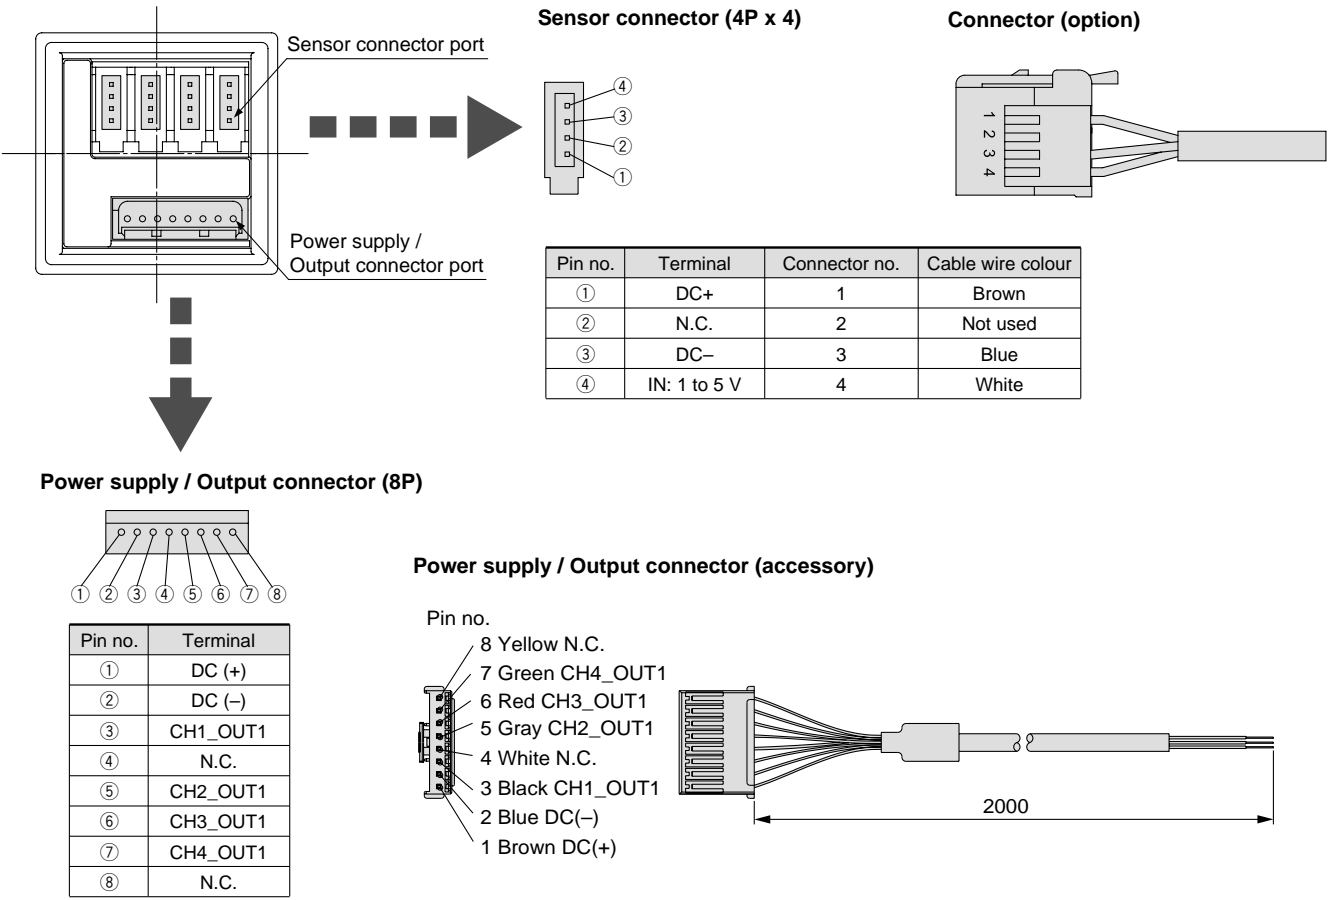 Sensor connector (4P x 4)
Connector (option)
Sensor connector port
④
③
②
①
1
2
3
4
Power supply /
Output connector port
Pin no. Terminal Connector no. Cable wire colour
① DC+ 1 Brown
② N.C. 2 Not used
③ DC– 3 Blue
④ IN: 1 to 5 V 4 White
Power supply / Output connector (8P)
① ② ③ ④ ⑤ ⑥ ⑦ ⑧
Pin no. Terminal
① DC (+)
② DC (–)
③ CH1_OUT1
④ N.C.
⑤ CH2_OUT1
⑥ CH3_OUT1
⑦ CH4_OUT1
⑧ N.C.
Power supply / Output connector (accessory)
Pin no.
8 Yellow N.C.
7 Green CH4_OUT1
6 Red CH3_OUT1
5 Gray CH2_OUT1
4 White N.C.
3 Black CH1_OUT1
2 Blue DC(–)
1 Brown DC(+)
2000